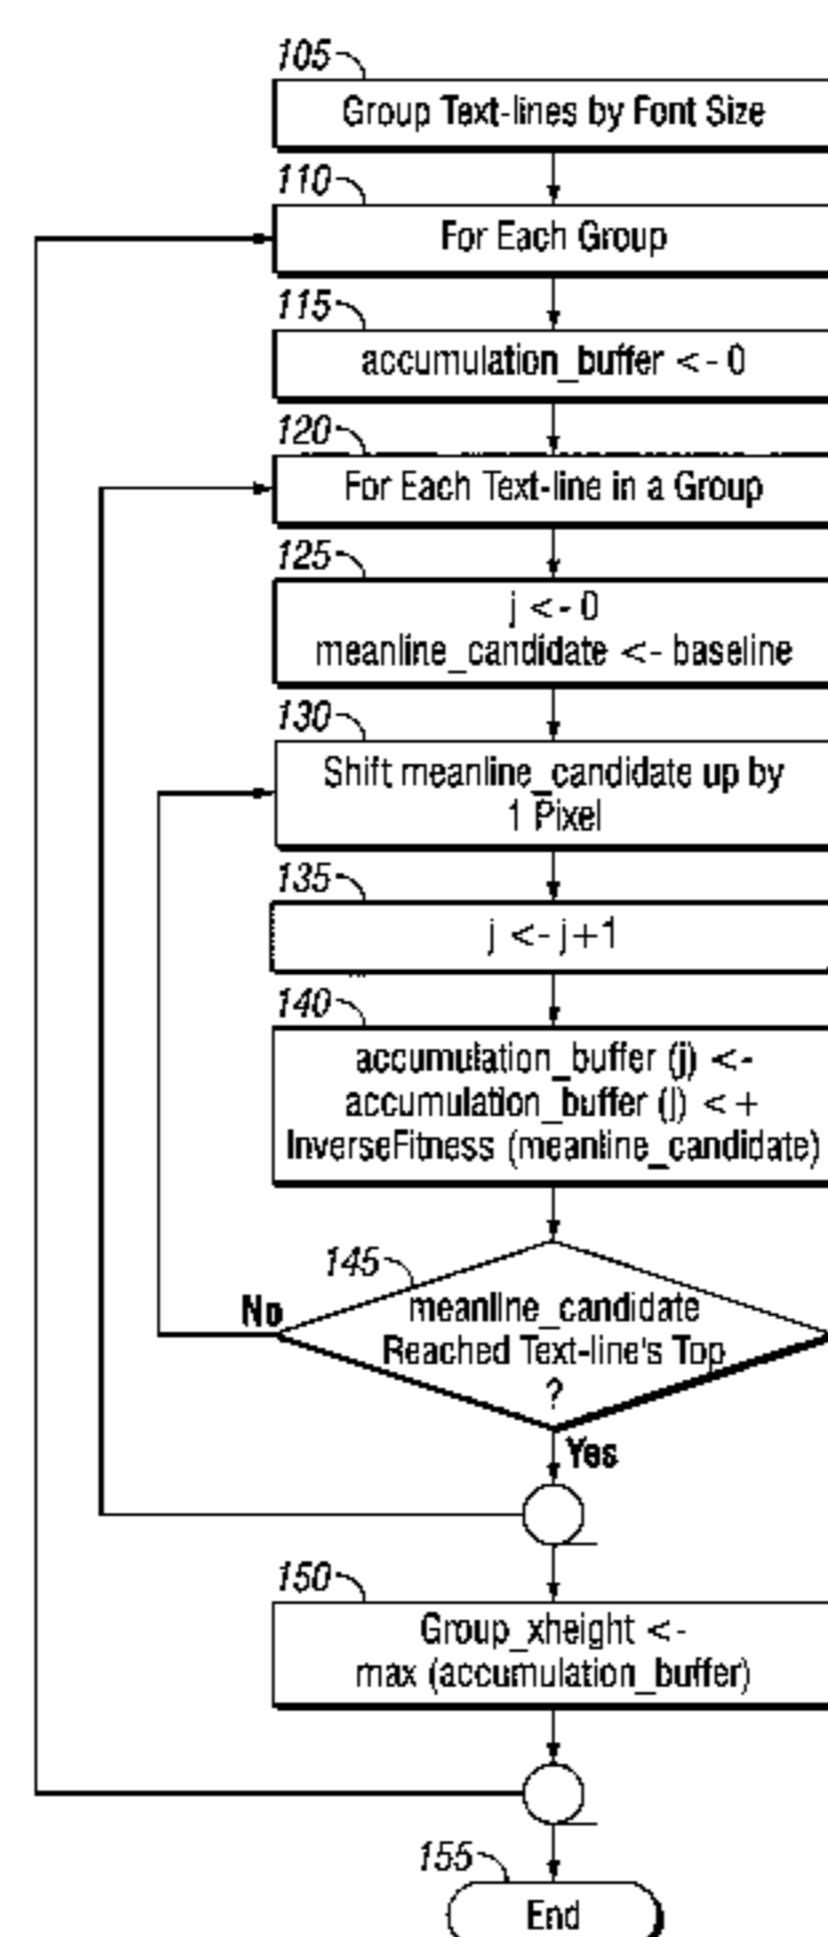 105
Group Text-lines by Font Size
110
For Each Group
115
accumulation_buffer <- 0
120
For Each Text-line in a Group
125
j <- 0
meanline_candidate <- baseline
130
Shift meanline_candidate up by
1 Pixel
135
j <- j+1
140
accumulation_buffer (j) <-
accumulation_buffer (j) < +
InverseFitness (meanline_candidate)
145
meanline_candidate
Reached Text-line's Top
?
No
Yes
150
Group_xheight <-
max (accumulation_buffer)
155
End